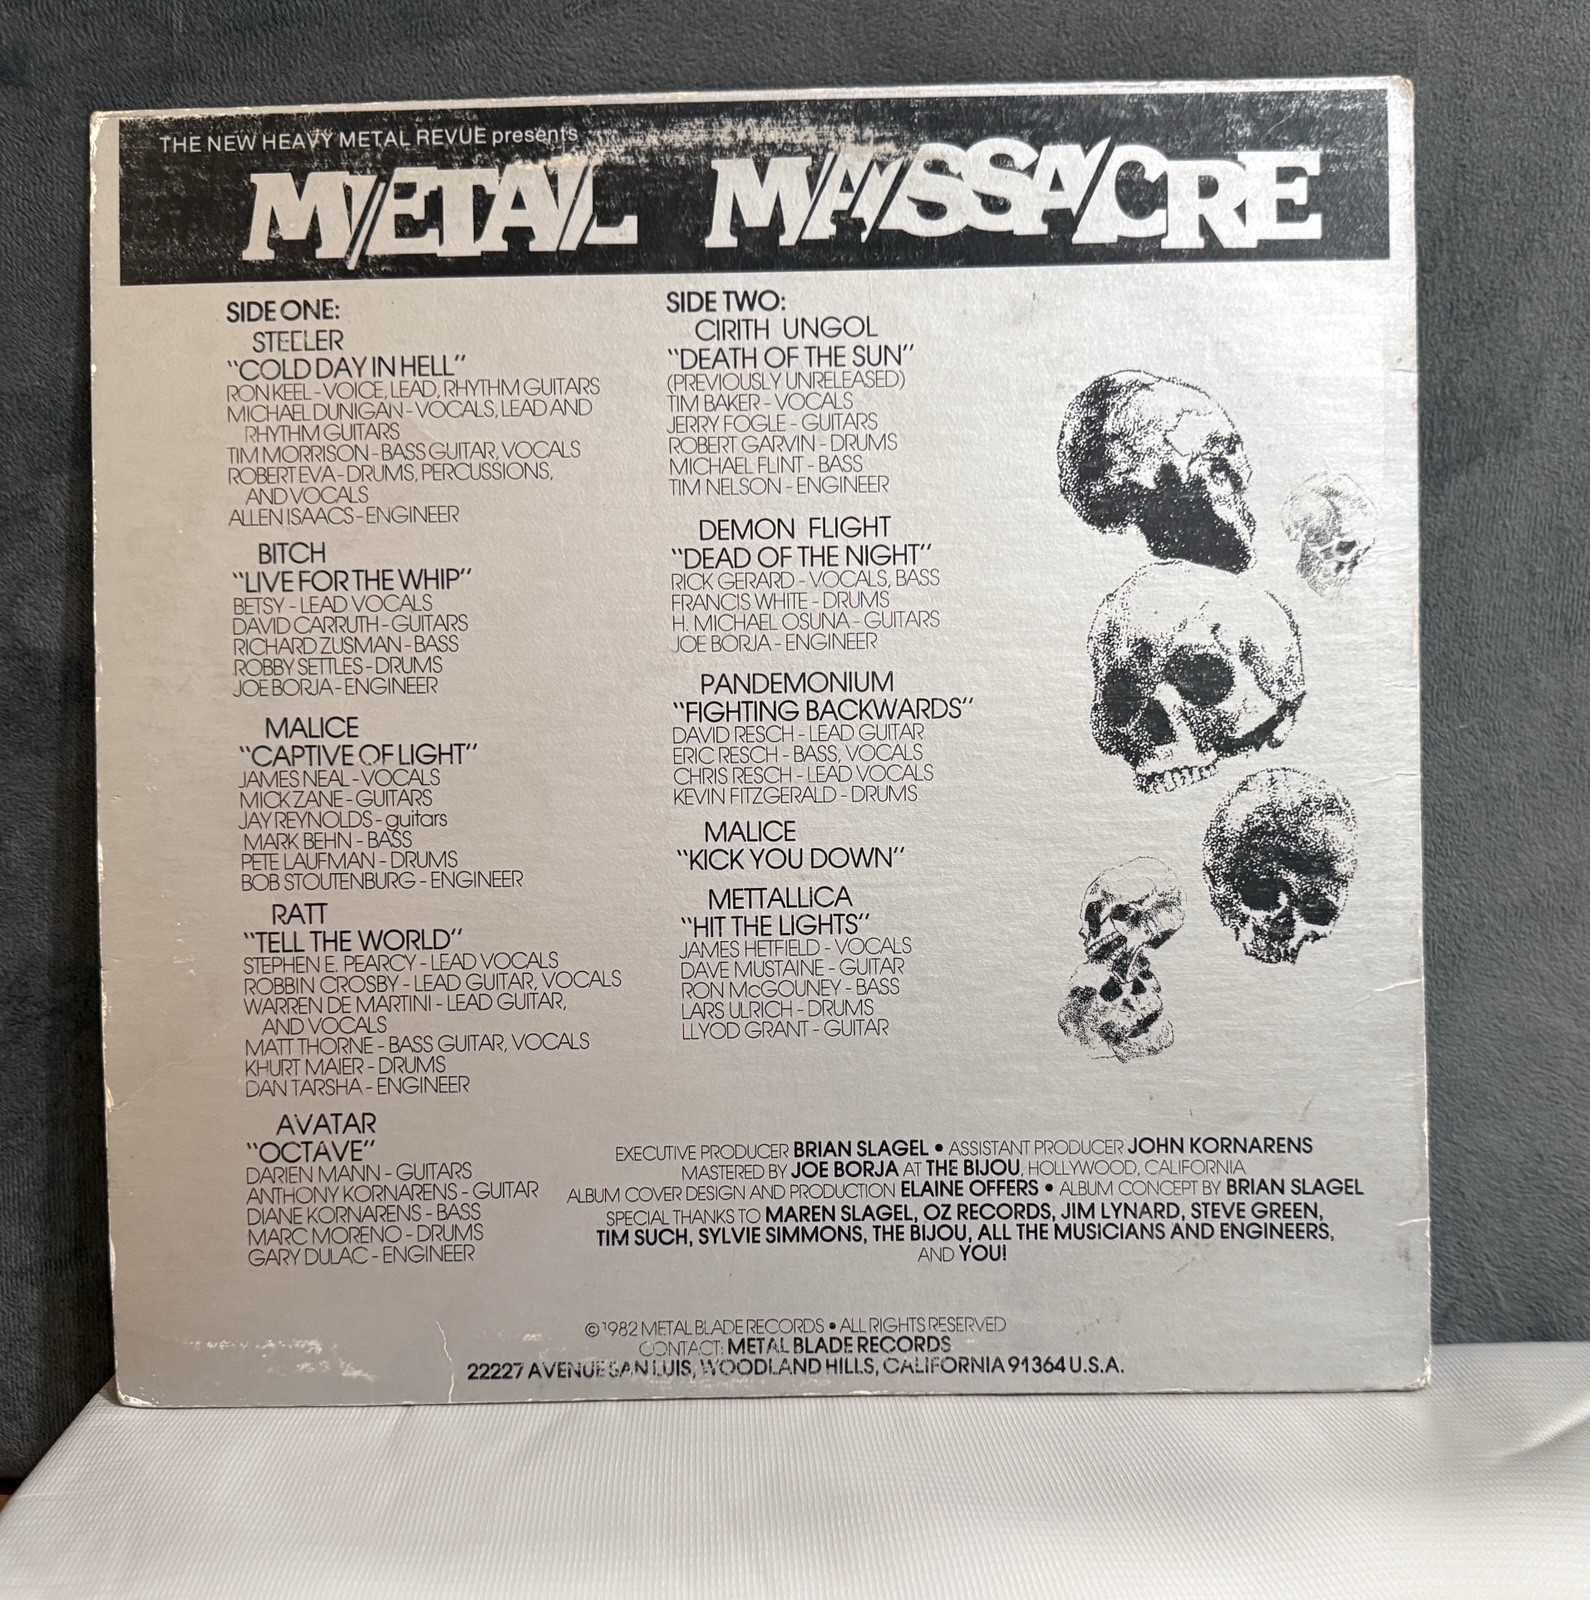 THE NEW HEAVY METAL REVUE presents
METAL MASSACRE
SIDE ONE:
STEELER
"COLD DAY IN HELL"
RON KEEL - VOICE, LEAD, RHYTHM GUITARS
MICHAEL DUNIGAN - VOCALS, LEAD AND
RHYTHM GUITARS
TIM MORRISON - BASS GUITAR, VOCALS
ROBERT EVA - DRUMS, PERCUSSIONS,
AND VOCALS
ALLEN ISAACS - ENGINEER
BITCH
"LIVE FOR THE WHIP"
BETSY - LEAD VOCALS
DAVID CARRUTH - GUITARS
RICHARD ZUSMAN - BASS
ROBBY SETTLES - DRUMS
JOE BORJA - ENGINEER
MALICE
"CAPTIVE OF LIGHT"
JAMES NEAL - VOCALS
MICK ZANE - GUITARS
JAY REYNOLDS - guitars
MARK BEHN - BASS
PETE LAUFMAN - DRUMS
BOB STOUTENBURG - ENGINEER
RATT
"TELL THE WORLD"
STEPHEN E. PEARCY - LEAD VOCALS
ROBBIN CROSBY - LEAD GUITAR, VOCALS
WARREN DE MARTINI - LEAD GUITAR,
AND VOCALS
MATT THORNE - BASS GUITAR, VOCALS
KHURT MAIER - DRUMS
DAN TARSHA - ENGINEER
AVATAR
"OCTAVE"
DARIEN MANN - GUITARS
ANTHONY KORNARENS - GUITAR
DIANE KORNARENS - BASS
MARC MORENO - DRUMS
GARY DULAC - ENGINEER
SIDE TWO:
CIRITH UNGOL
"DEATH OF THE SUN"
(PREVIOUSLY UNRELEASED)
TIM BAKER - VOCALS
JERRY FOGLE - GUITARS
ROBERT GARVIN - DRUMS
MICHAEL FLINT - BASS
TIM NELSON - ENGINEER
DEMON FLIGHT
"DEAD OF THE NIGHT"
RICK GERARD - VOCALS, BASS
FRANCIS WHITE - DRUMS
H. MICHAEL OSUNA - GUITARS
JOE BORJA - ENGINEER
PANDEMONIUM
"FIGHTING BACKWARDS"
DAVID RESCH - LEAD GUITAR
ERIC RESCH - BASS, VOCALS
CHRIS RESCH - LEAD VOCALS
KEVIN FITZGERALD - DRUMS
MALICE
"KICK YOU DOWN"
METTALLICA
"HIT THE LIGHTS"
JAMES HETFIELD - VOCALS
DAVE MUSTAINE - GUITAR
RON McGOUNEY - BASS
LARS ULRICH - DRUMS
LLYOD GRANT - GUITAR
EXECUTIVE PRODUCER BRIAN SLAGEL • ASSISTANT PRODUCER JOHN KORNARENS
MASTERED BY JOE BORJA AT THE BIJOU, HOLLYWOOD, CALIFORNIA
ALBUM COVER DESIGN AND PRODUCTION ELAINE OFFERS • ALBUM CONCEPT BY BRIAN SLAGEL
SPECIAL THANKS TO MAREN SLAGEL, OZ RECORDS, JIM LYNARD, STEVE GREEN,
TIM SUCH, SYLVIE SIMMONS, THE BIJOU, ALL THE MUSICIANS AND ENGINEERS,
AND YOU!
© 1982 METAL BLADE RECORDS • ALL RIGHTS RESERVED
CONTACT: METAL BLADE RECORDS
22227 AVENUE SAN LUIS, WOODLAND HILLS, CALIFORNIA 91364 U.S.A.